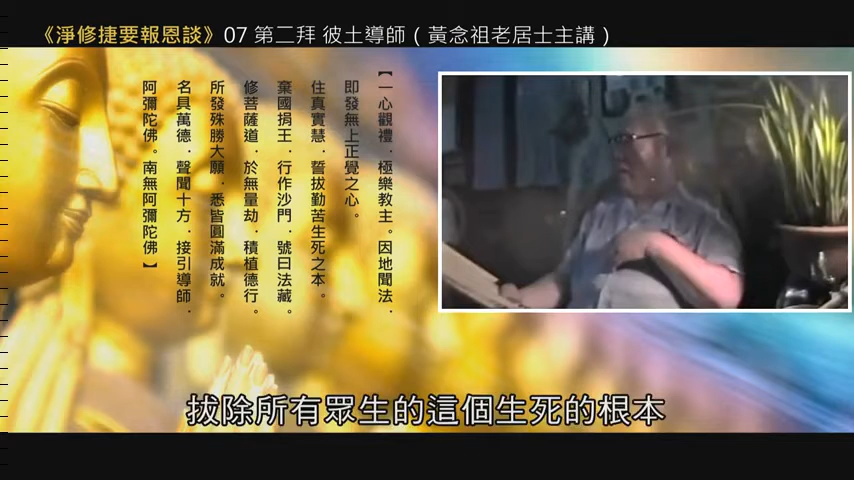 《淨修捷要報恩談》07 第二拜 彼土導師（黃念祖老居士主講）
【一心觀禮．極樂教主。因地聞法．
即發無上正覺之心。
住真實慧．誓拔勤苦生死之本．
棄國捐王．行作沙門．號曰法藏。
修菩薩道．於無量劫．積植德行。
所發殊勝大願．悉皆圓滿成就。
名具萬德．聲聞十方．接引導師．
阿彌陀佛。南無阿彌陀佛】
拔除所有眾生的這個生死的根本